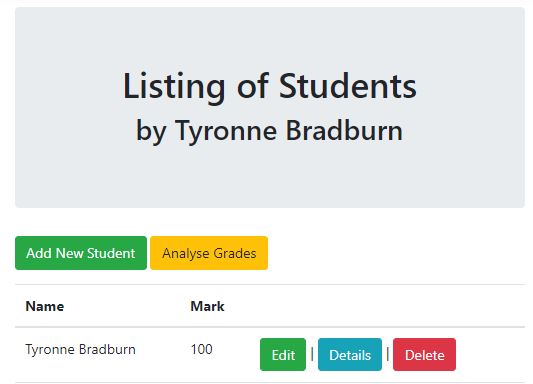 Listing of Students
by Tyronne Bradburn
Add New Student Analyse Grades
Name Mark
Tyronne Bradburn 100 Edit | Details | Delete